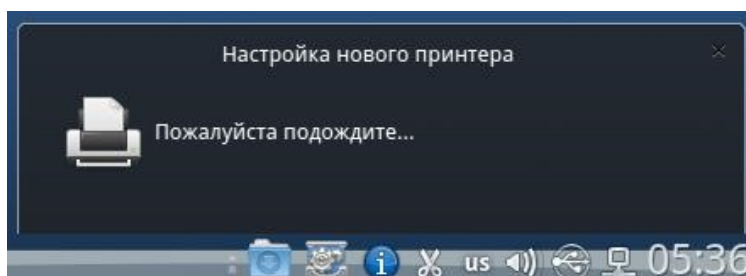 Настройка нового принтера
Пожалуйста подождите...
us 05:36